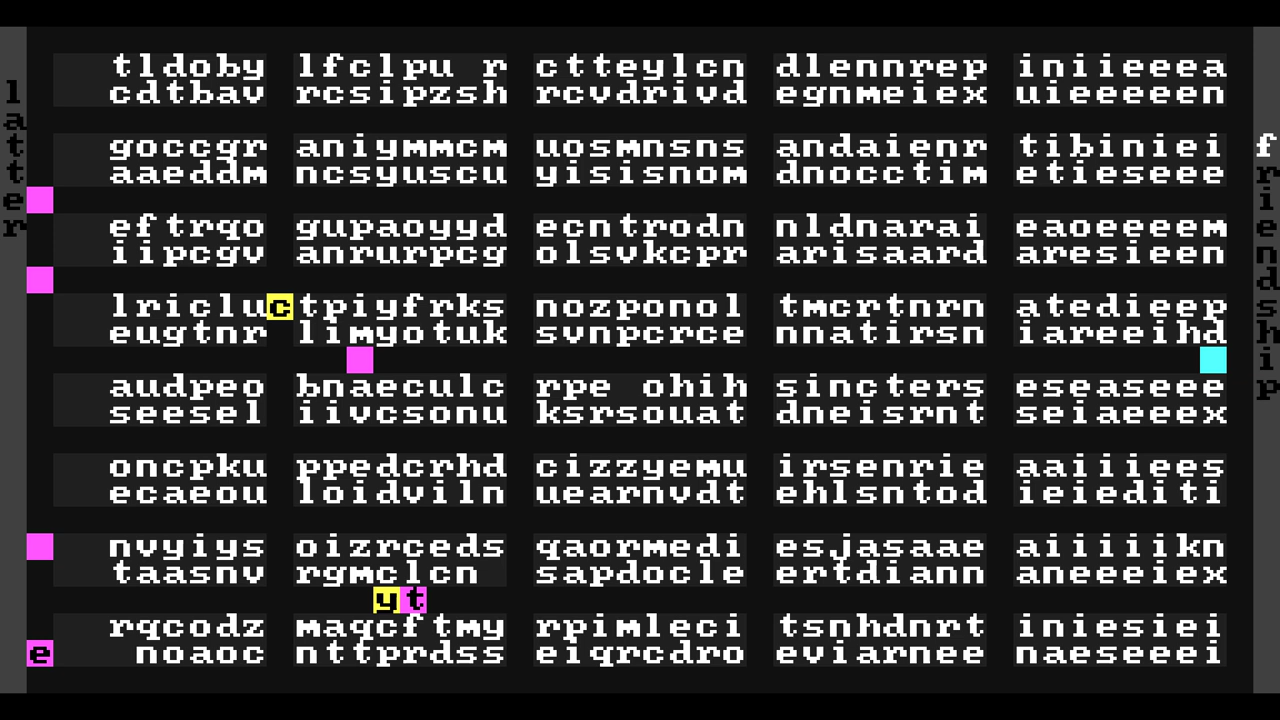 latter
tldoby lfclpu r ctteylcn dlennrep iniieeea
cdtbav rcsipzsh rcvdrivd egnmeiex uieeeeen
goccgr aniymmcm uosmnsns andaienr tibiniei
aaeddm ncsyuscu yisisnom dnocctim etieseee
eftrqo gupaoyyd ecntrodn nldnarai eaoeeeem
iipcgv anrurpcg olsvkcpr arisaard aresieen
lricluctpiyfrks nozponol tmcrtnrn atedieep
eugtnr limyotuk svnpcrce nnatirsn iareeihd
audpeo bnaeculc rpe ohih sincters eseaseee
seesel iivcsonu ksrsouat dneisrnt seiaeeex
oncpku ppedcrhd cizzyemu irsenrie aaiiiees
ecaeou loidviln uearnvdt ehlsntod ieiediti
nvyiys oizrceds qaormedi esjasaae aiiiiikn
taasnv rgmclcn sapdocle ertdiann aneeeiex
yt
rqcodz maqcftmy rpimleci tsnhdnrt iniesiei
e noaoc nttprdss eiqrcdro eviarnee naeseeei
friendship